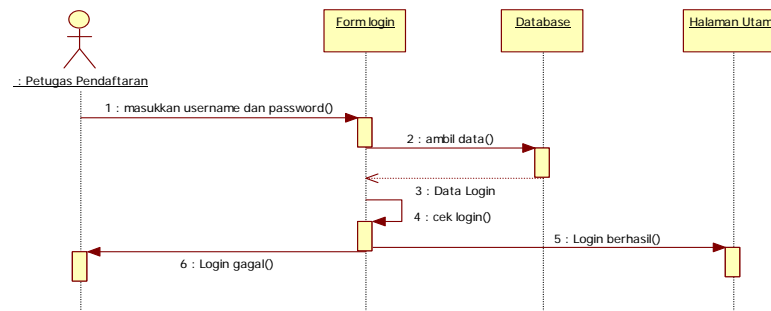 Form login
Database
Halaman Utam
: Petugas Pendaftaran
1 : masukkan username dan password()
2 : ambil data()
3 : Data Login
4 : cek login()
5 : Login berhasil()
6 : Login gagal()